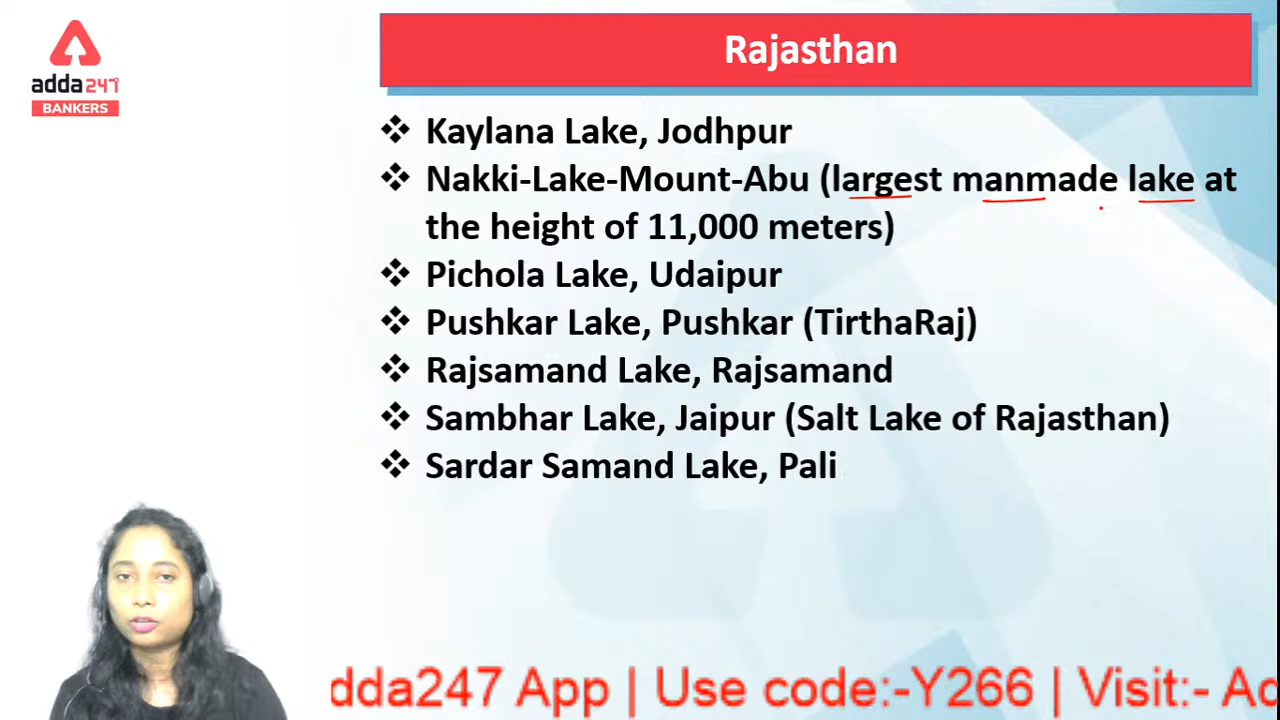 adda247
BANKERS
Rajasthan
❖ Kaylana Lake, Jodhpur
❖ Nakki-Lake-Mount-Abu (largest manmade lake at
the height of 11,000 meters)
❖ Pichola Lake, Udaipur
❖ Pushkar Lake, Pushkar (TirthaRaj)
❖ Rajsamand Lake, Rajsamand
❖ Sambhar Lake, Jaipur (Salt Lake of Rajasthan)
❖ Sardar Samand Lake, Pali
dda247 App | Use code:-Y266 | Visit:- Ad